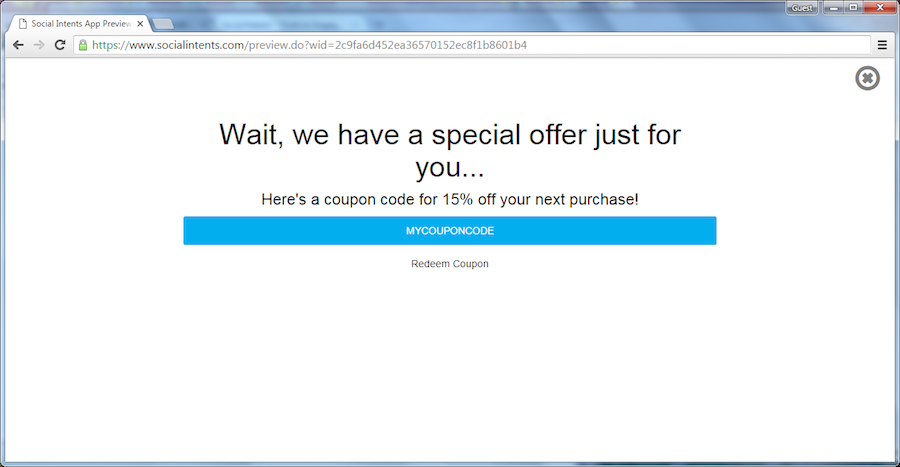 Guest
Social Intents App Preview
https://www.socialintents.com/preview.do?wid=2c9fa6d452ea36570152ec8f1b8601b4
Wait, we have a special offer just for
you...
Here's a coupon code for 15% off your next purchase!
MYCOUPONCODE
Redeem Coupon